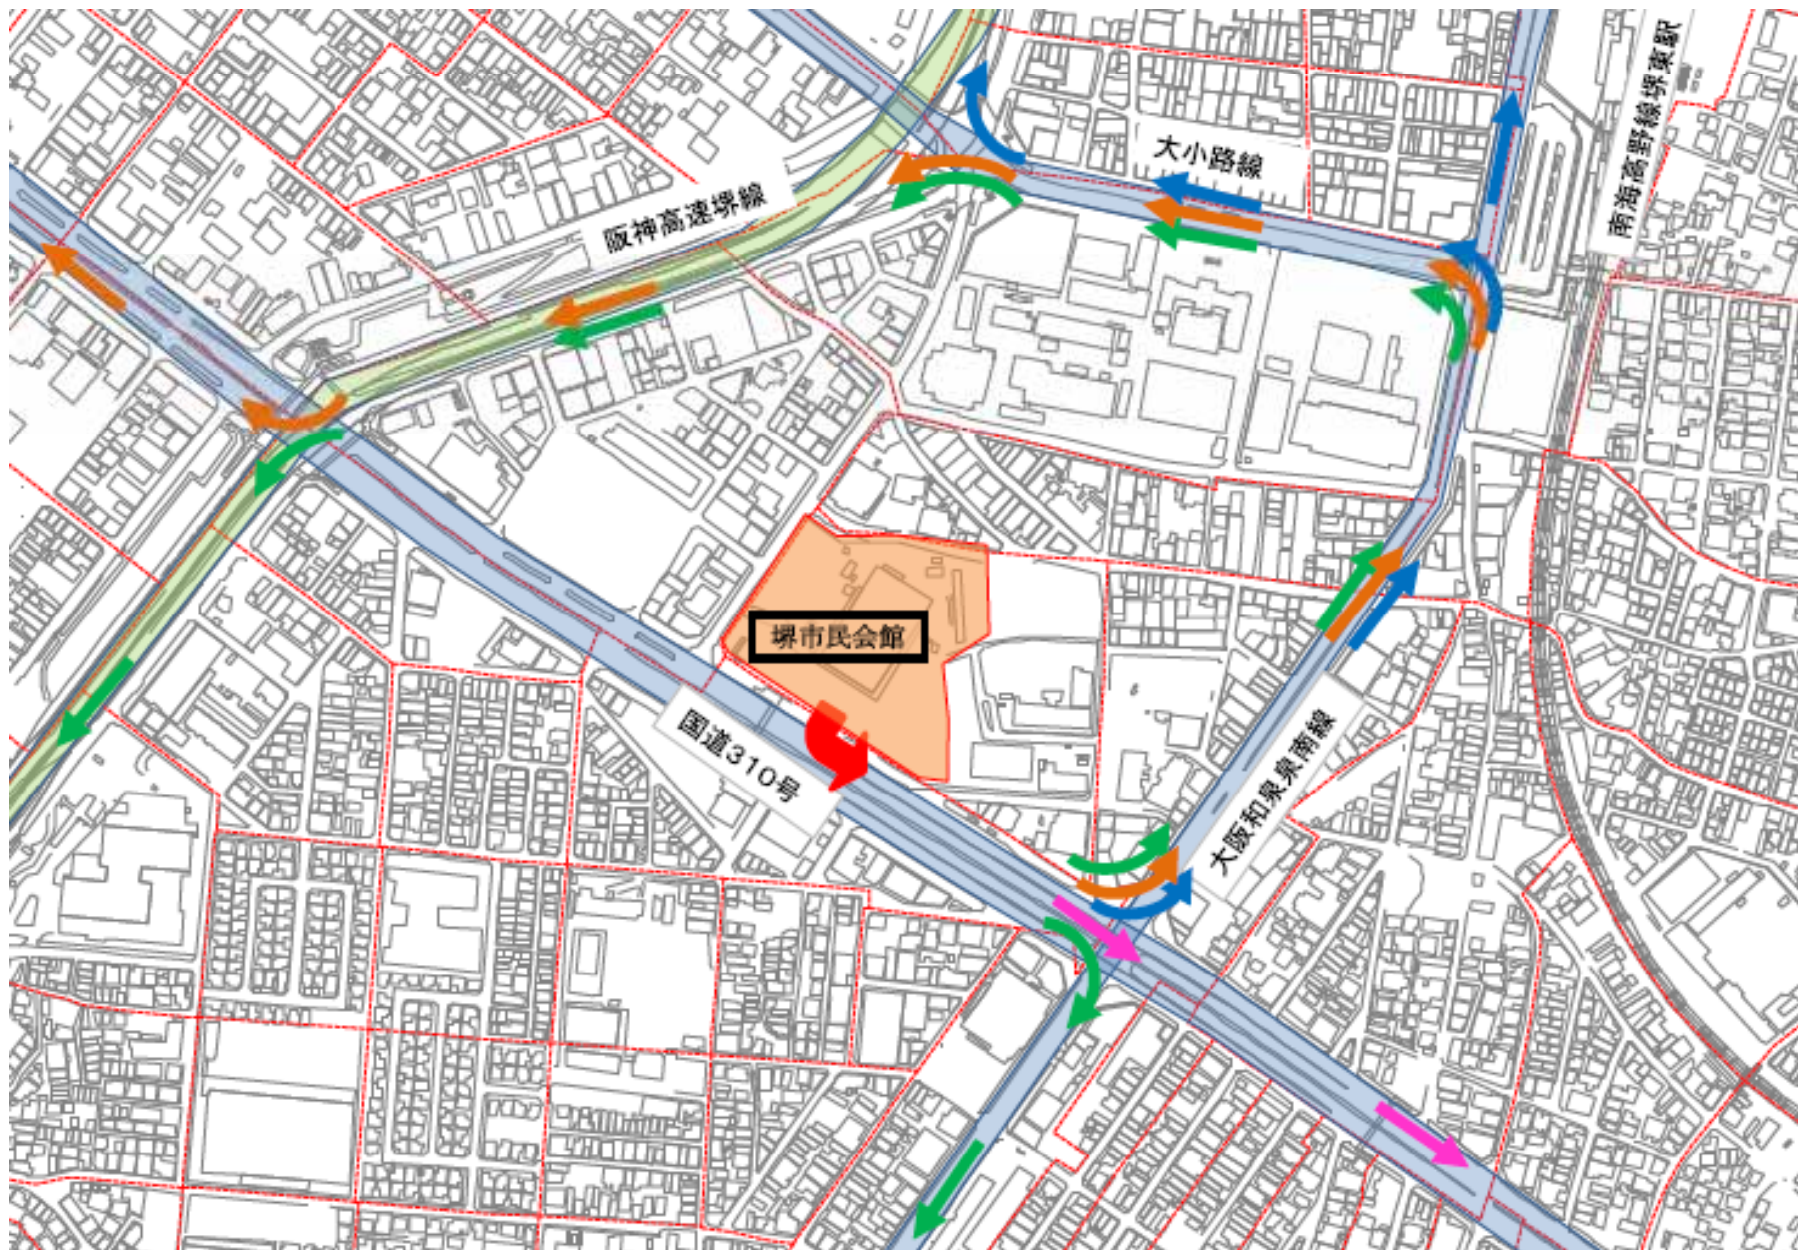 南海高野線堺東駅
大小路線
阪神高速堺線
堺市民会館
国道310号
大阪和泉泉南線